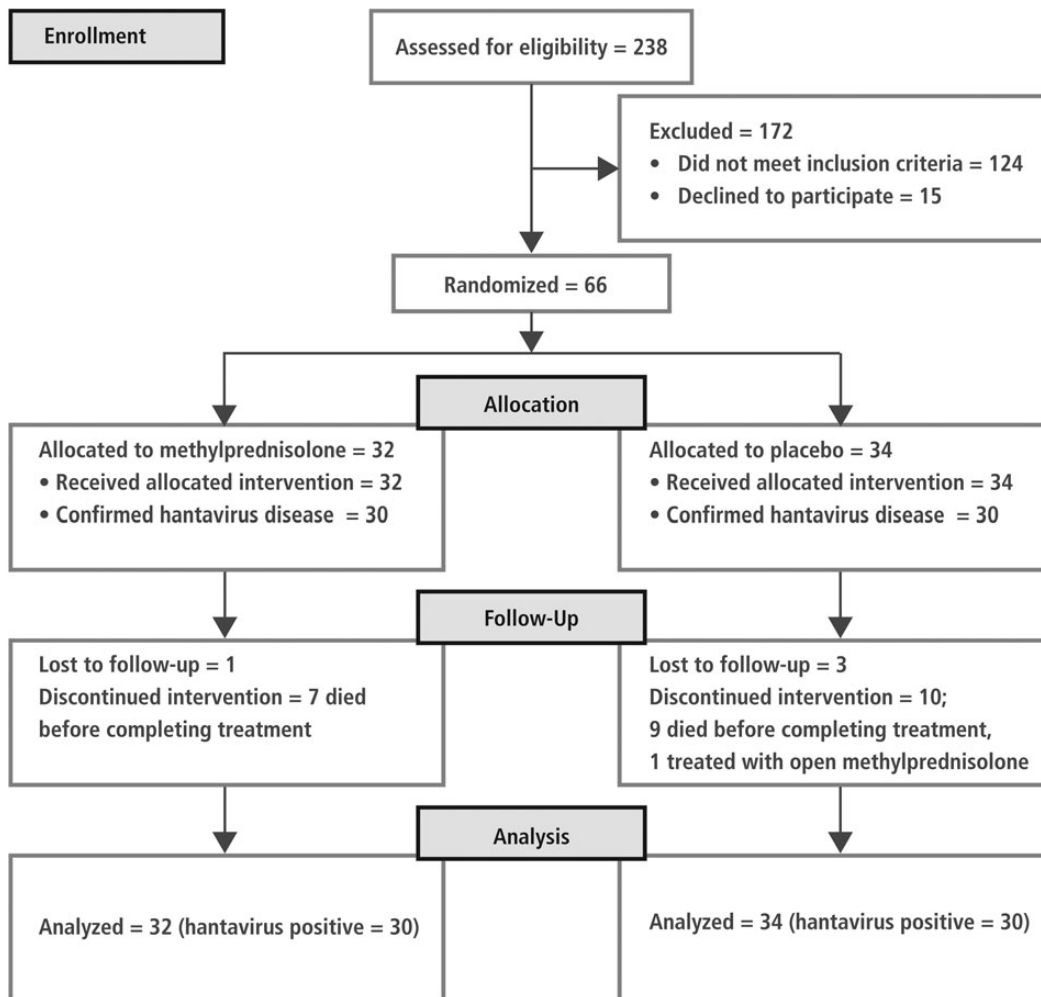 Enrollment
Assessed for eligibility = 238
Excluded = 172
• Did not meet inclusion criteria = 124
• Declined to participate = 15
Randomized = 66
Allocation
Allocated to methylprednisolone = 32
• Received allocated intervention = 32
• Confirmed hantavirus disease = 30
Allocated to placebo = 34
• Received allocated intervention = 34
• Confirmed hantavirus disease = 30
Follow-Up
Lost to follow-up = 1
Discontinued intervention = 7 died
before completing treatment
Lost to follow-up = 3
Discontinued intervention = 10;
9 died before completing treatment,
1 treated with open methylprednisolone
Analysis
Analyzed = 32 (hantavirus positive = 30)
Analyzed = 34 (hantavirus positive = 30)